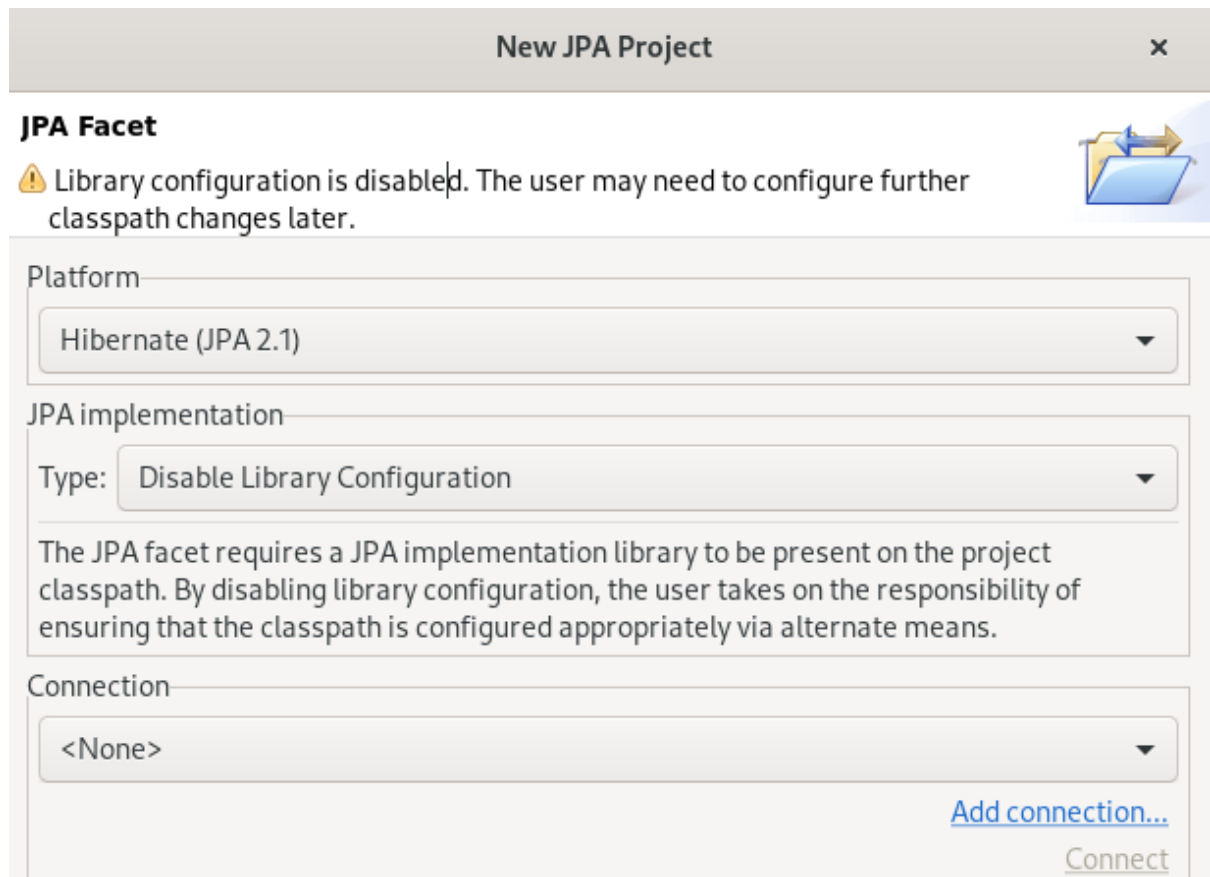 New JPA Project
JPA Facet
Library configuration is disabled. The user may need to configure further
classpath changes later.
Platform
Hibernate (JPA 2.1)
JPA implementation
Type: Disable Library Configuration
The JPA facet requires a JPA implementation library to be present on the project
classpath. By disabling library configuration, the user takes on the responsibility of
ensuring that the classpath is configured appropriately via alternate means.
Connection
<None>
Add connection...
Connect